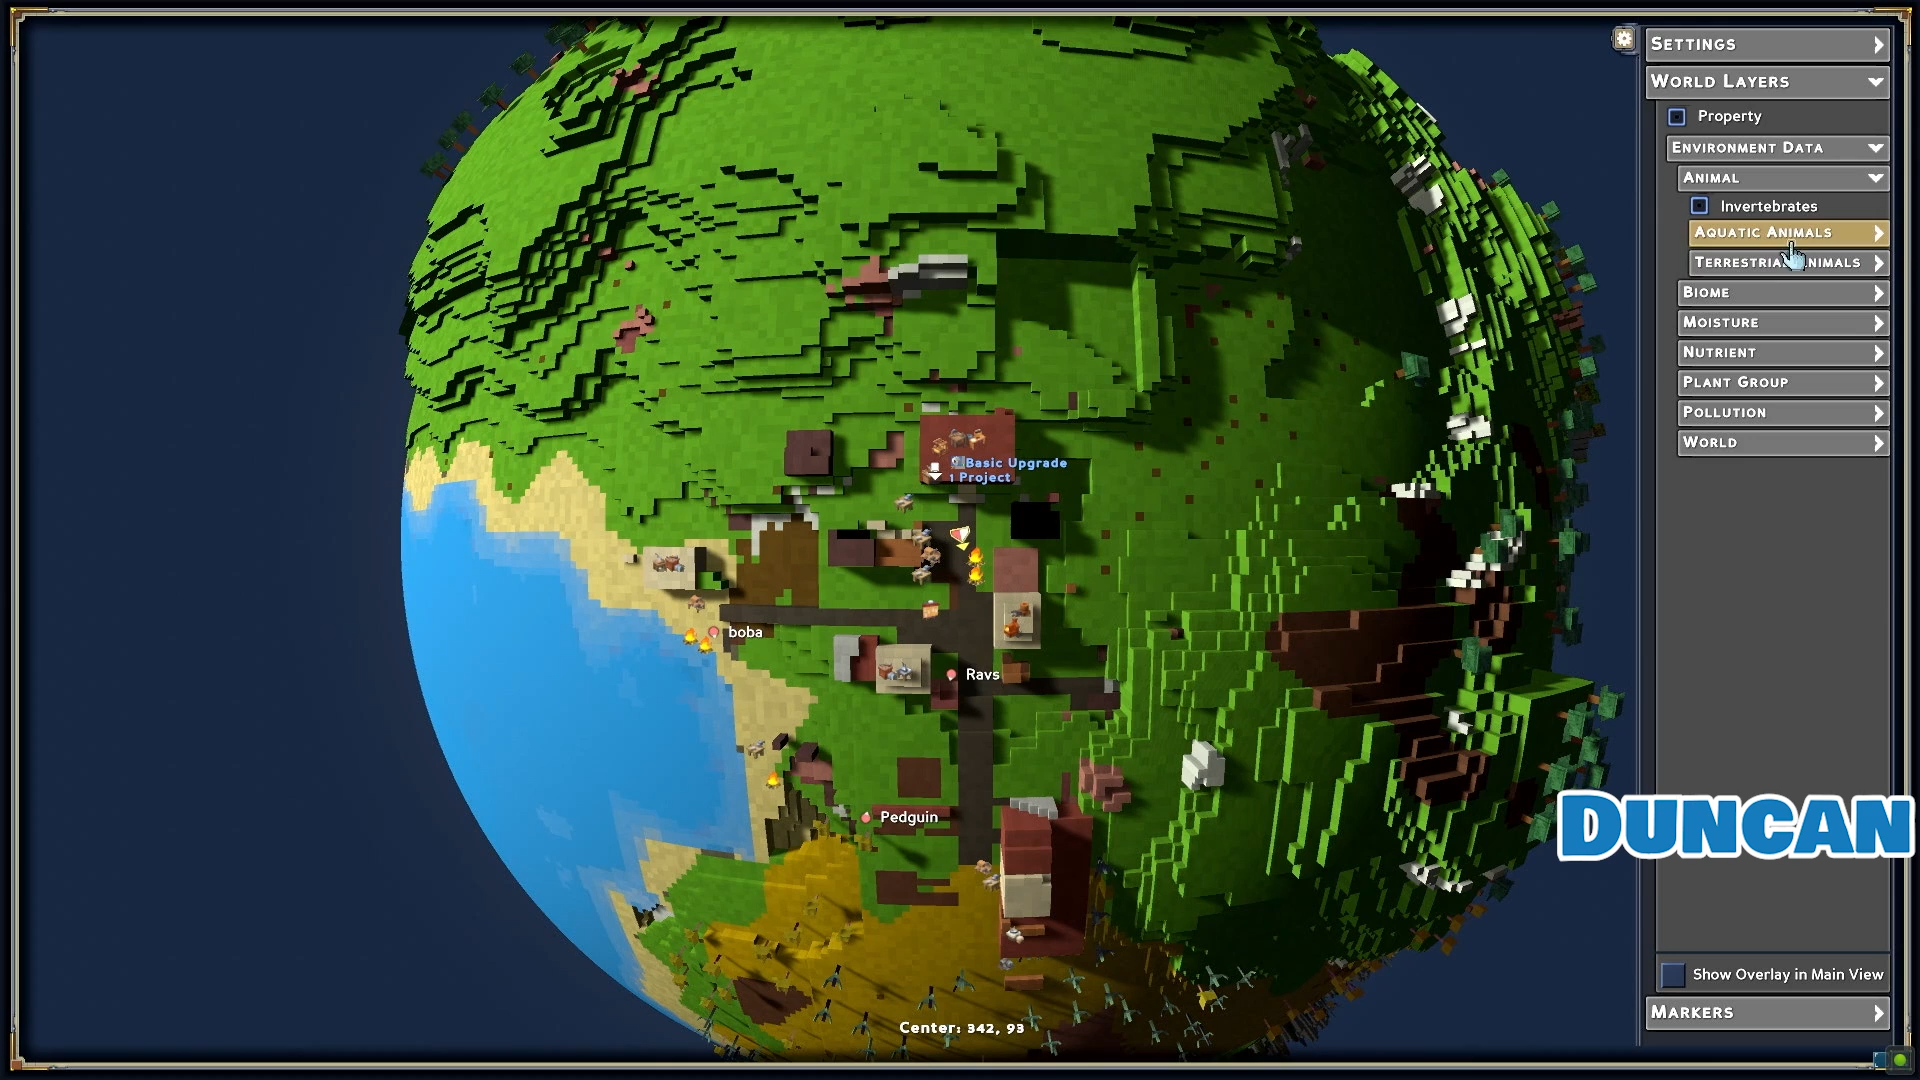 SETTINGS
WORLD LAYERS
Property
ENVIRONMENT DATA
ANIMAL
Invertebrates
AQUATIC ANIMALS
TERRESTRIAL ANIMALS
BIOME
MOISTURE
NUTRIENT
PLANT GROUP
POLLUTION
WORLD
Basic Upgrade
1 Project
boba
Ravs
Pedguin
DUNCAN
Show Overlay in Main View
MARKERS
Center: 342, 93